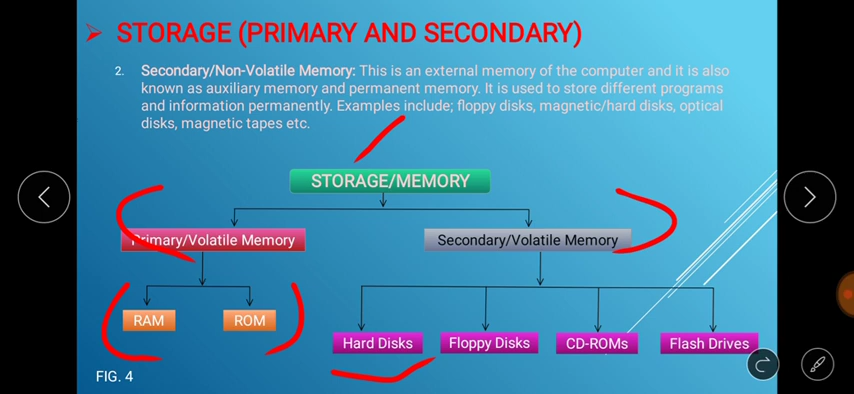 STORAGE (PRIMARY AND SECONDARY)
2. Secondary/Non-Volatile Memory: This is an external memory of the computer and it is also
known as auxiliary memory and permanent memory. It is used to store different programs
and information permanently. Examples include; floppy disks, magnetic/hard disks, optical
disks, magnetic tapes etc.
STORAGE/MEMORY
Primary/Volatile Memory
Secondary/Volatile Memory
RAM
ROM
Hard Disks
Floppy Disks
CD-ROMs
Flash Drives
FIG. 4